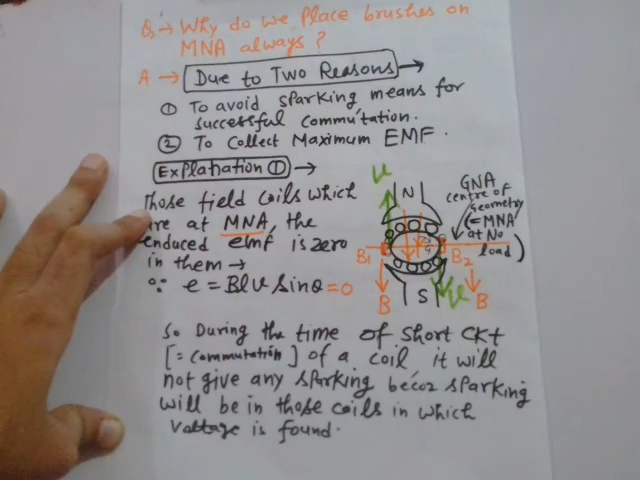 Q→ Why do we Place brushes on
MNA always?
A → Due to Two Reasons →
① To avoid sparking means for
successful commutation.
② To Collect Maximum EMF.
Explanation ① →
Those field coils which
are at MNA, the
enduced emf is zero
in them →
∵ e = Blυ Sinθ = 0
u
N
GNA
centre of
geometry
(= MNA
at No
load)
B1
B2
B
S
u
B
So During the time of short CKt
[= Commutation] of a coil it will
not give any sparking becoz sparking
will be in those coils in which
Voltage is found.